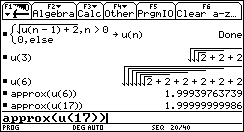 F1 F2▼ F3▼ F4▼ F5 F6▼
Algebra Calc Other PrgmIO Clear a-z…
{√u(n - 1) + 2, n > 0
0, else → u(n) Done
u(3) √√√2 + 2 + 2
u(6) √√√√√√2 + 2 + 2 + 2 + 2 + 2
approx(u(6)) 1.99939763739
approx(u(17)) 1.99999999986
approx(u(17))
PROG DEG AUTO SEQ 20/40